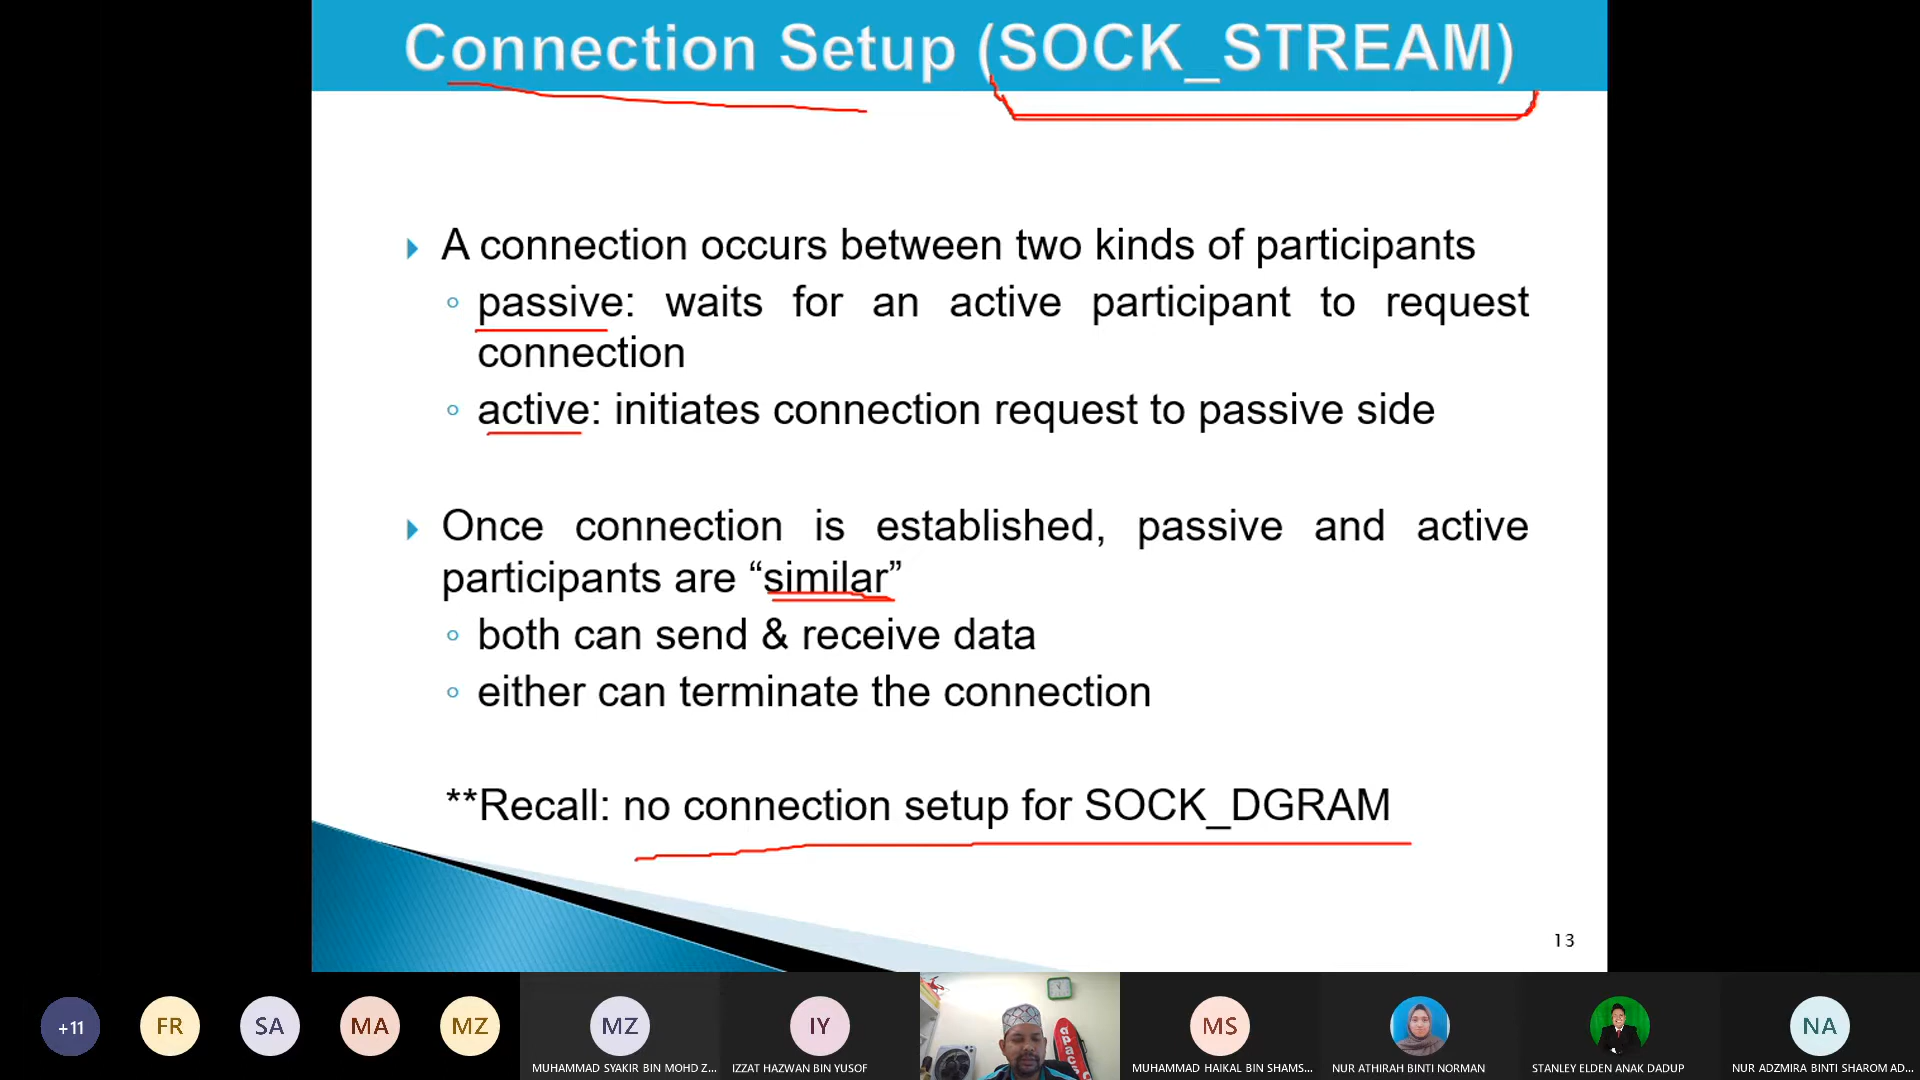 Connection Setup (SOCK_STREAM)
A connection occurs between two kinds of participants
passive: waits for an active participant to request
connection
active: initiates connection request to passive side
Once connection is established, passive and active
participants are “similar”
both can send & receive data
either can terminate the connection
**Recall: no connection setup for SOCK_DGRAM
13
+11
FR
SA
MA
MZ
MZ
IY
MS
NA
MUHAMMAD SYAKIR BIN MOHD Z...
IZZAT HAZWAN BIN YUSOF
MUHAMMAD HAIKAL BIN SHAMS...
NUR ATHIRAH BINTI NORMAN
STANLEY ELDEN ANAK DADUP
NUR ADZMIRA BINTI SHAROM AD...